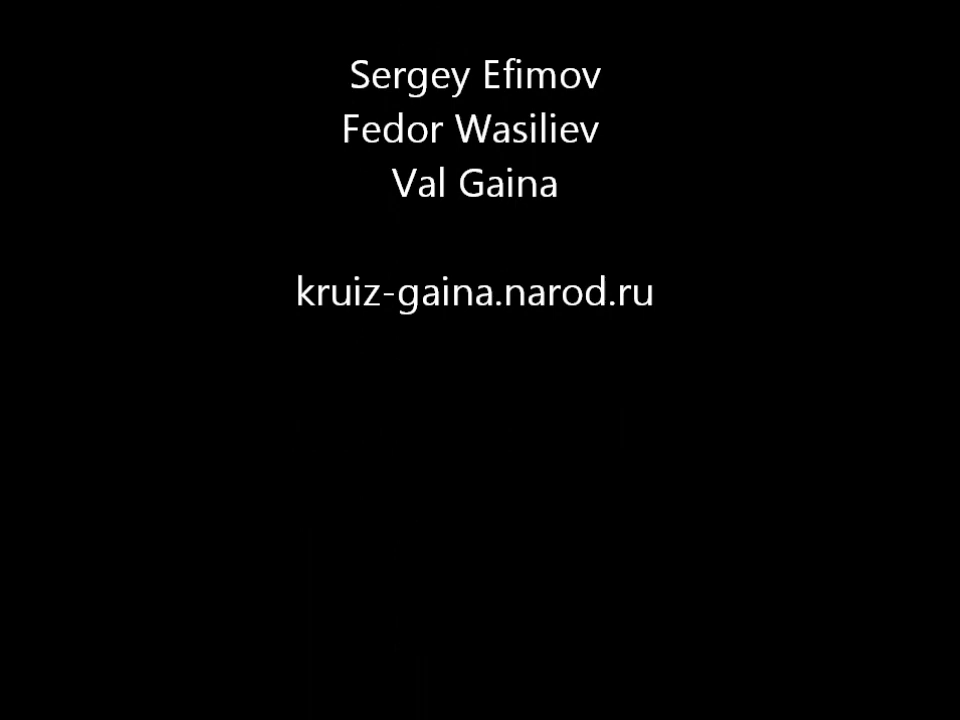 Sergey Efimov
Fedor Wasiliev
Val Gaina
kruiz-gaina.narod.ru